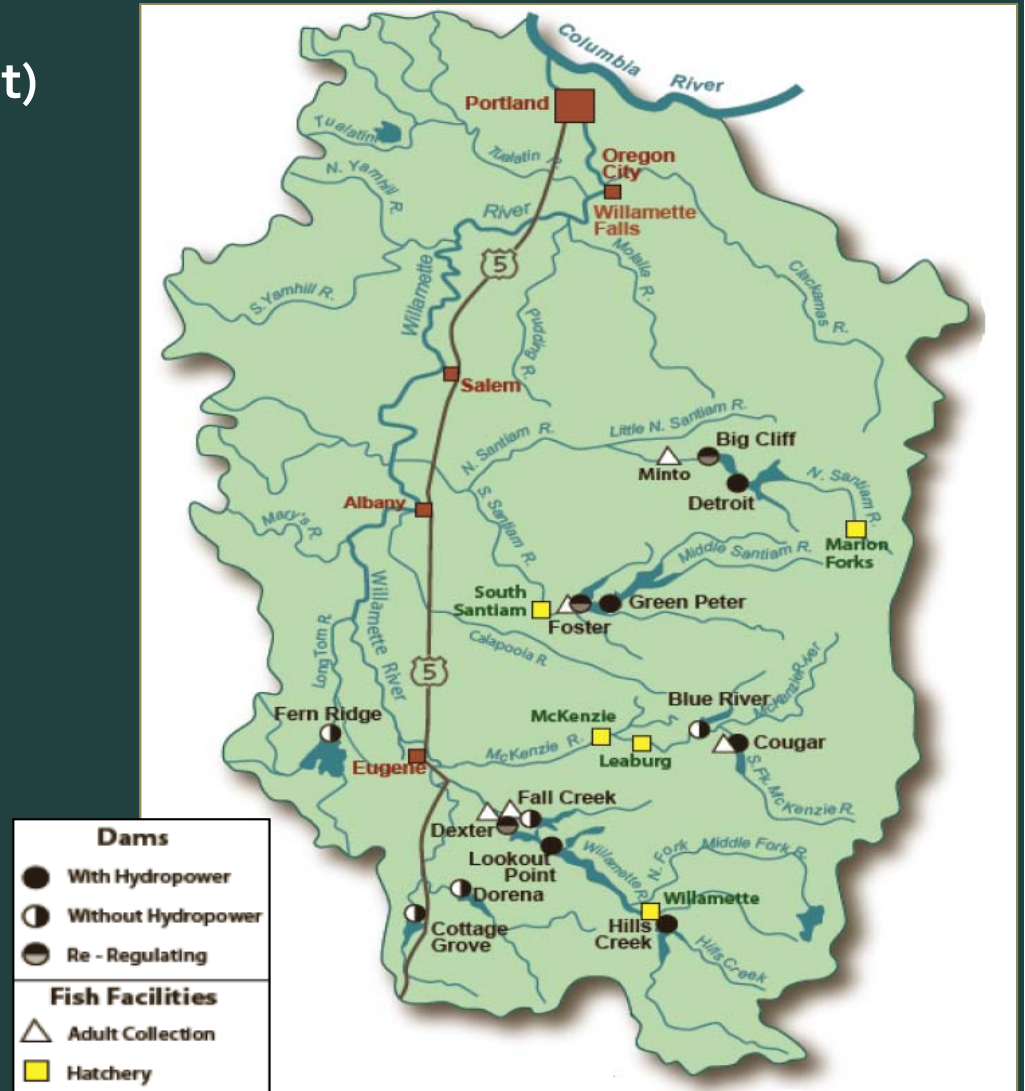 t)
Columbia River
Portland
Tualatin
Tualatin R.
Oregon
City
N. Yamhill R.
River
Willamette
Falls
5
Molalla R.
Clackamas R.
S. Yamhill R.
Willamette
Pudding R.
Salem
Little N. Santiam R.
N. Santiam R.
Big Cliff
Minto
N. Santiam R.
Detroit
S. Santiam R.
Albany
Mary's R.
Marion
Forks
Middle Santiam R.
South
Santiam
Green Peter
Foster
Willamette River
Long Tom R.
Calapooia R.
5
McKenzie River
Blue River
Fern Ridge
McKenzie
Cougar
McKenzie R.
Leaburg
Eugene
S. Fk. McKenzie R.
Fall Creek
Dexter
Lookout
Point
Willamette R.
N. Fork Middle Fork R.
Dorena
Willamette
Cottage
Grove
Hills
Creek
Hills Creek
Dams
With Hydropower
Without Hydropower
Re - Regulating
Fish Facilities
Adult Collection
Hatchery